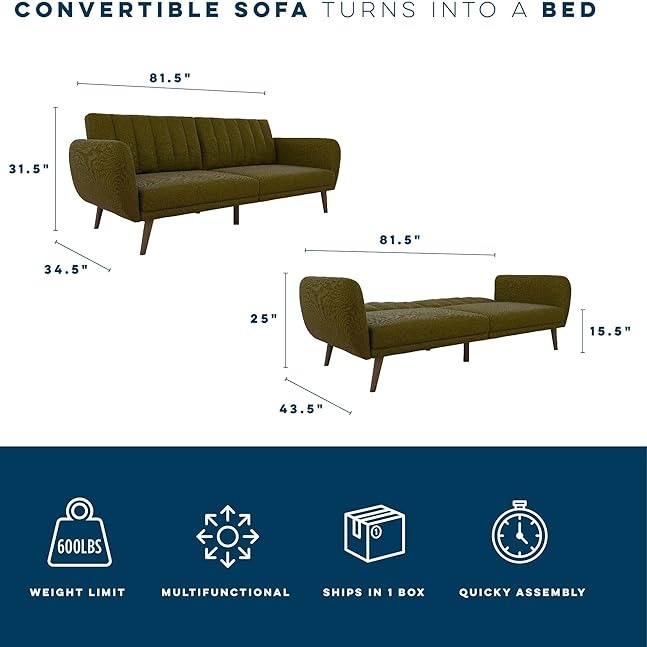 CONVERTIBLE SOFA TURNS INTO A BED
81.5"
31.5"
34.5"
81.5"
25"
15.5"
43.5"
600LBS
1
WEIGHT LIMIT
MULTIFUNCTIONAL
SHIPS IN 1 BOX
QUICKY ASSEMBLY